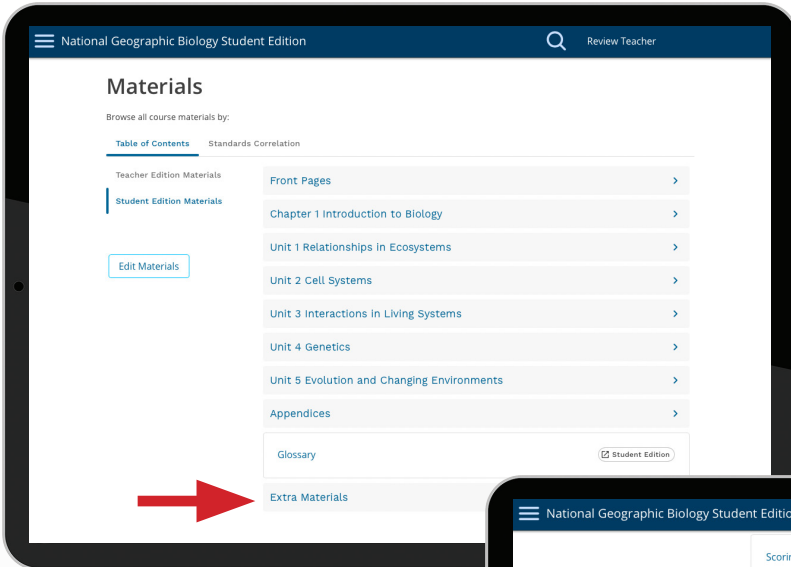 National Geographic Biology Student Edition
Review Teacher
Materials
Browse all course materials by:
Table of Contents Standards Correlation
Teacher Edition Materials
Student Edition Materials
Edit Materials
Front Pages
Chapter 1 Introduction to Biology
Unit 1 Relationships in Ecosystems
Unit 2 Cell Systems
Unit 3 Interactions in Living Systems
Unit 4 Genetics
Unit 5 Evolution and Changing Environments
Appendices
Glossary
Student Edition
Extra Materials
National Geographic Biology Student